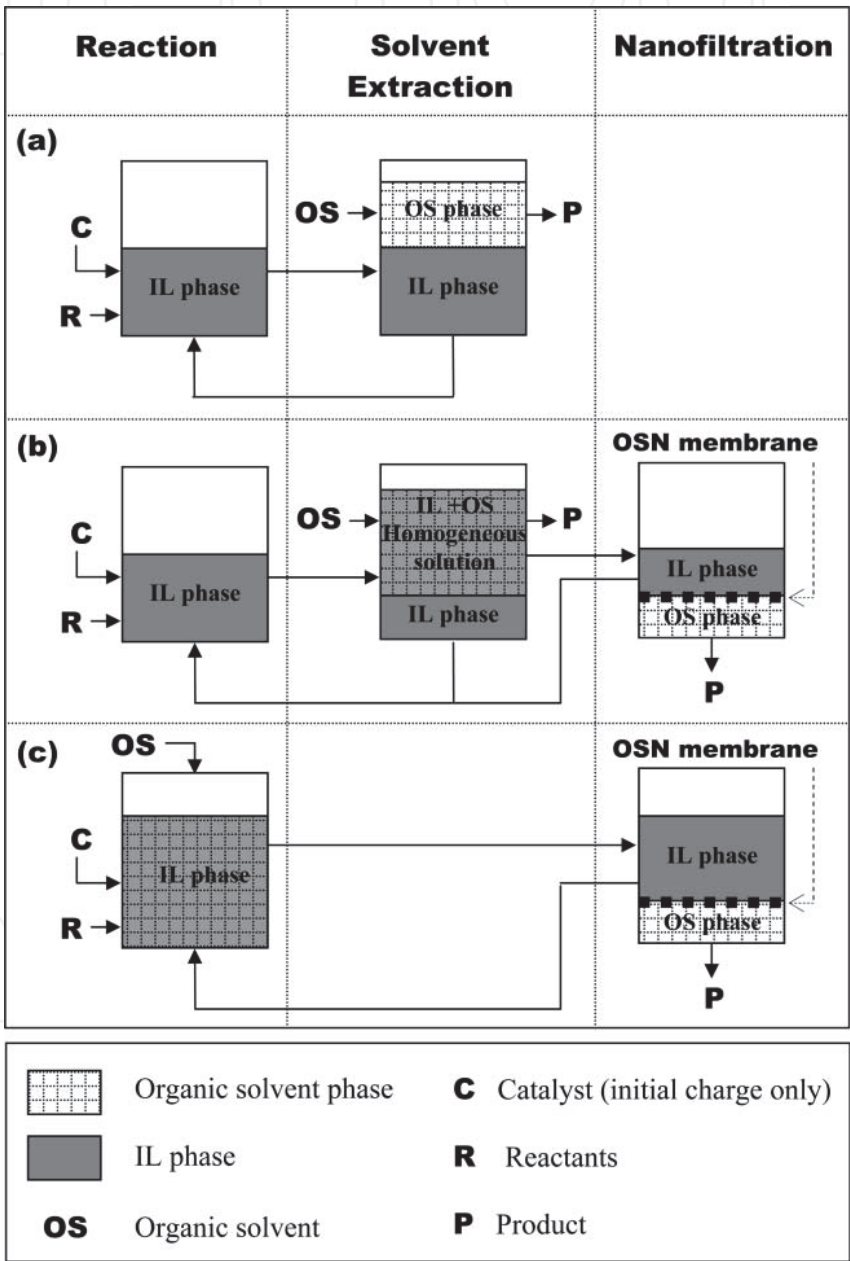 Reaction
Solvent
Extraction
Nanofiltration
(a)
C
R
IL phase
OS
OS phase
P
IL phase
(b)
C
R
IL phase
OS
IL +OS
Homogeneous
solution
P
IL phase
OSN membrane
IL phase
OS phase
P
(c)
OS
C
R
IL phase
OSN membrane
IL phase
OS phase
P
Organic solvent phase
C Catalyst (initial charge only)
IL phase
R Reactants
OS Organic solvent
P Product